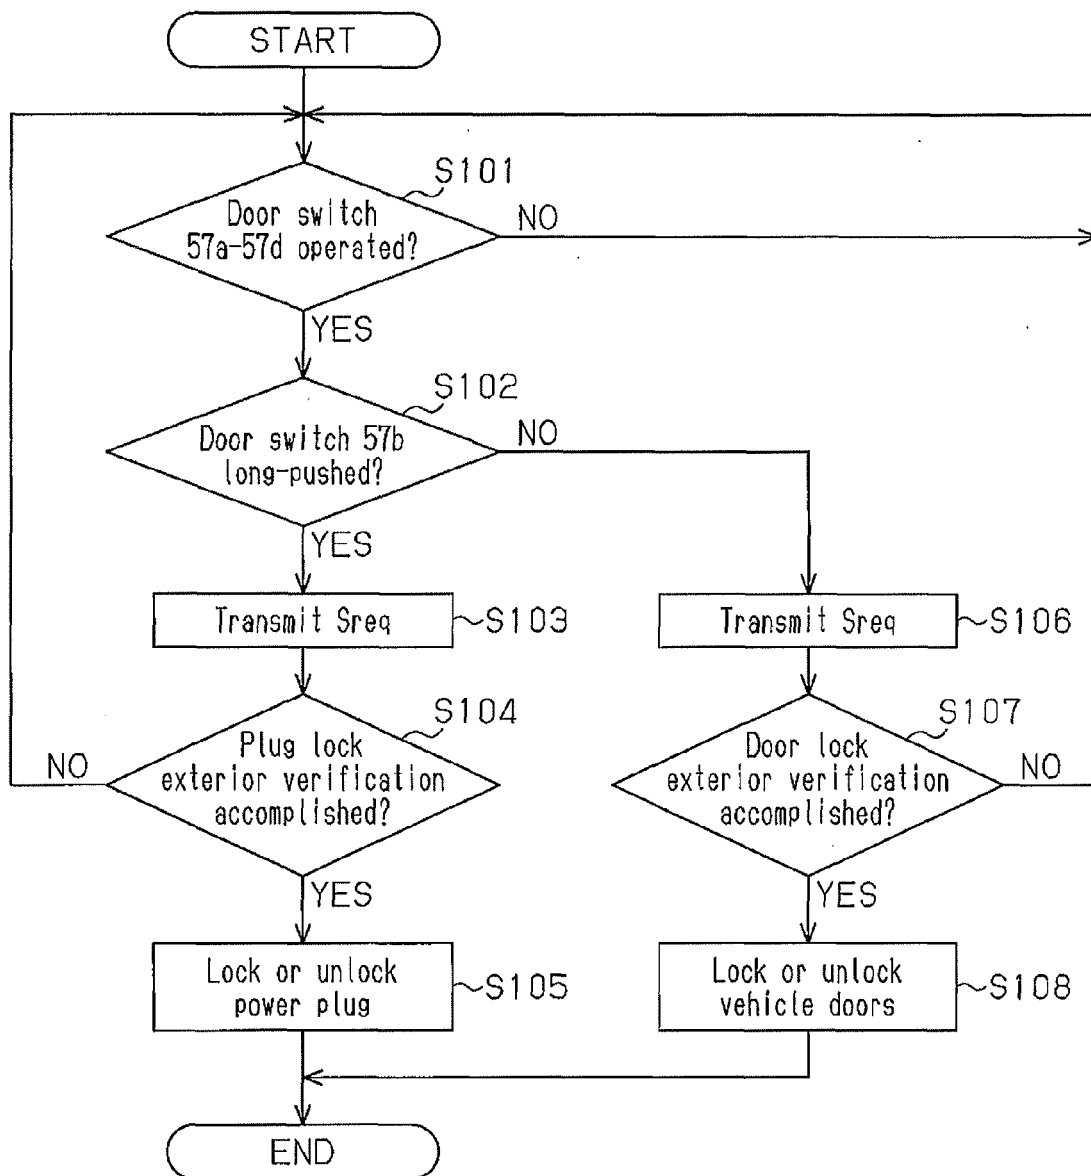 START
S101
Door switch
57a-57d operated?
NO
YES
S102
Door switch 57b
long-pushed?
NO
YES
Transmit Sreq
S103
Transmit Sreq
S106
S104
Plug lock
exterior verification
accomplished?
NO
YES
S107
Door lock
exterior verification
accomplished?
NO
YES
Lock or unlock
power plug
S105
Lock or unlock
vehicle doors
S108
END